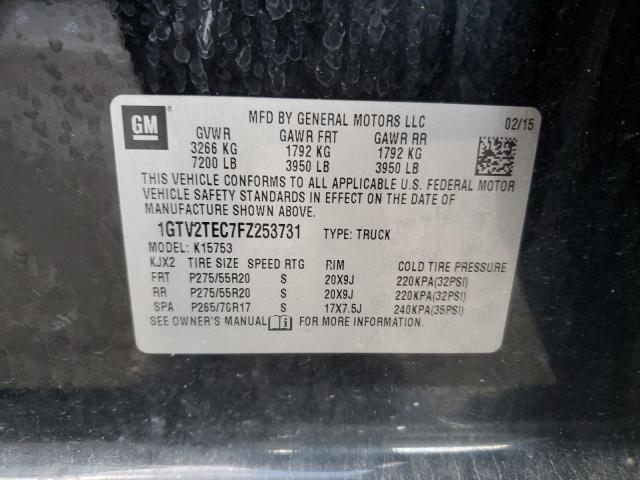 GM
MFD BY GENERAL MOTORS LLC 02/15
GVWR GAWR FRT GAWR RR
3266 KG 1792 KG 1792 KG
7200 LB 3950 LB 3950 LB
THIS VEHICLE CONFORMS TO ALL APPLICABLE U.S. FEDERAL MOTOR
VEHICLE SAFETY STANDARDS IN EFFECT ON THE DATE OF
MANUFACTURE SHOWN ABOVE.
1GTV2TEC7FZ253731 TYPE: TRUCK
MODEL: K15753
KJX2 TIRE SIZE SPEED RTG RIM COLD TIRE PRESSURE
FRT P275/55R20 S 20X9J 220KPA(32PSI)
RR P275/55R20 S 20X9J 220KPA(32PSI)
SPA P265/70R17 S 17X7.5J 240KPA(35PSI)
SEE OWNER'S MANUAL FOR MORE INFORMATION.